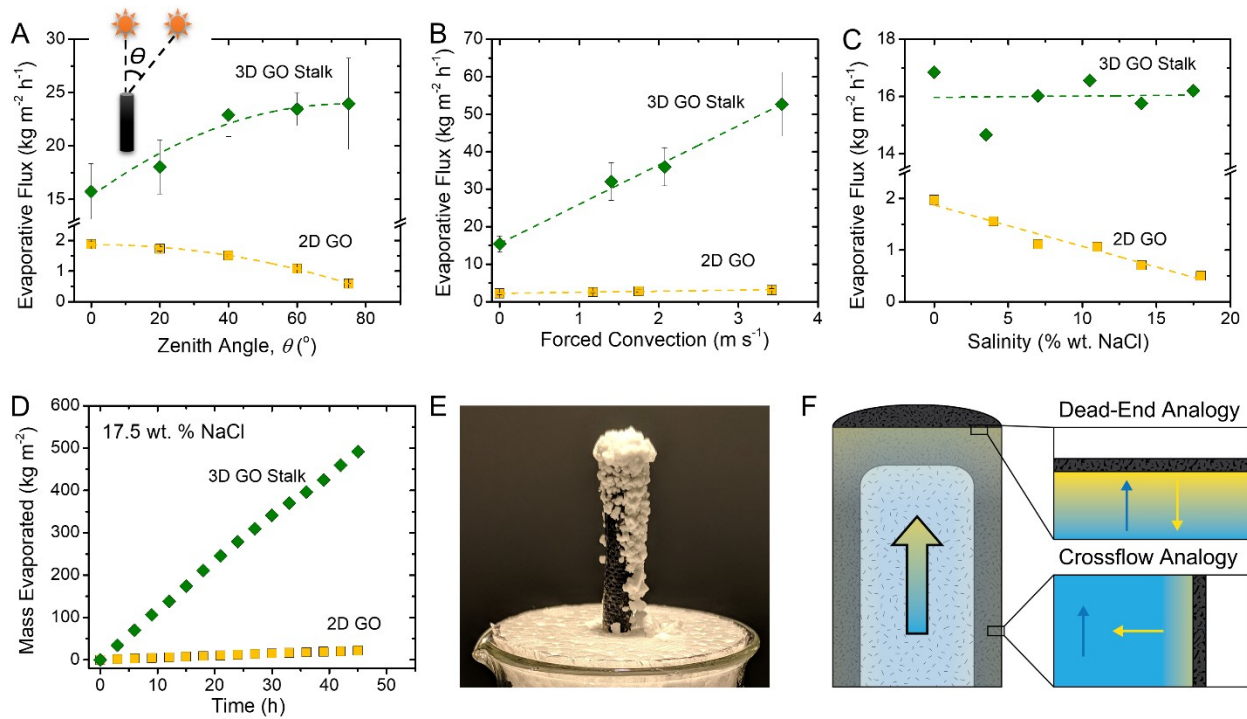 A
θ
3D GO Stalk
2D GO
Evaporative Flux (kg m⁻² h⁻¹)
30
25
20
15
2
1
0
0 20 40 60 80
Zenith Angle, θ (°)
B
3D GO Stalk
2D GO
Evaporative Flux (kg m⁻² h⁻¹)
70
60
50
40
30
20
10
0
0 1 2 3 4
Forced Convection (m s⁻¹)
C
3D GO Stalk
2D GO
Evaporative Flux (kg m⁻² h⁻¹)
18
16
14
2
1
0
0 5 10 15 20
Salinity (% wt. NaCl)
D
17.5 wt. % NaCl
3D GO Stalk
2D GO
Mass Evaporated (kg m⁻²)
600
500
400
300
200
100
0
0 10 20 30 40 50
Time (h)
E
F
Dead-End Analogy
Crossflow Analogy